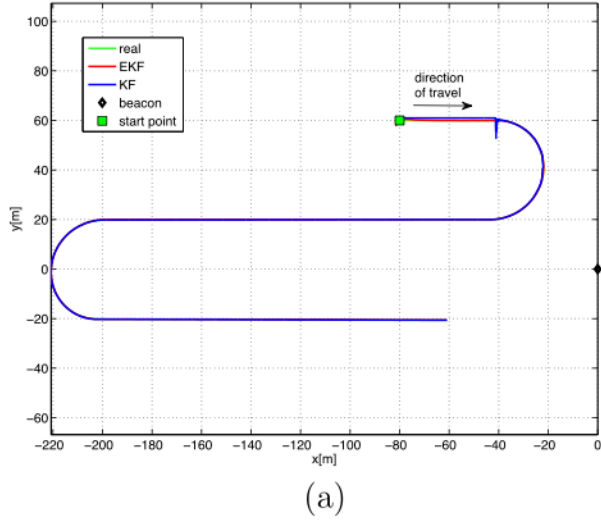 100
80
60
40
20
0
−20
−40
−60
y[m]
real
EKF
KF
beacon
start point
direction
of travel
−220 −200 −180 −160 −140 −120 −100 −80 −60 −40 −20 0
x[m]
(a)